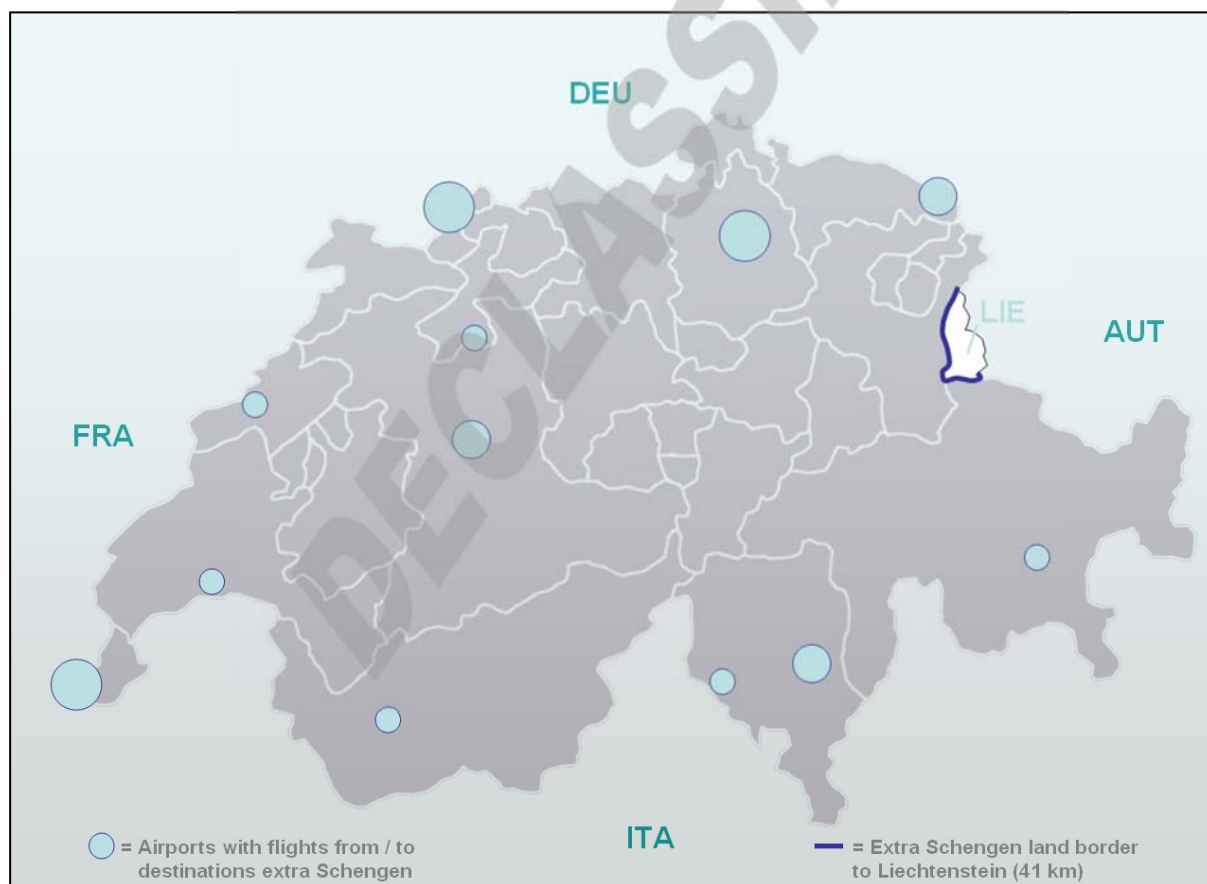 DEU
LIE
AUT
FRA
ITA
= Airports with flights from / to
destinations extra Schengen
= Extra Schengen land border
to Liechtenstein (41 km)